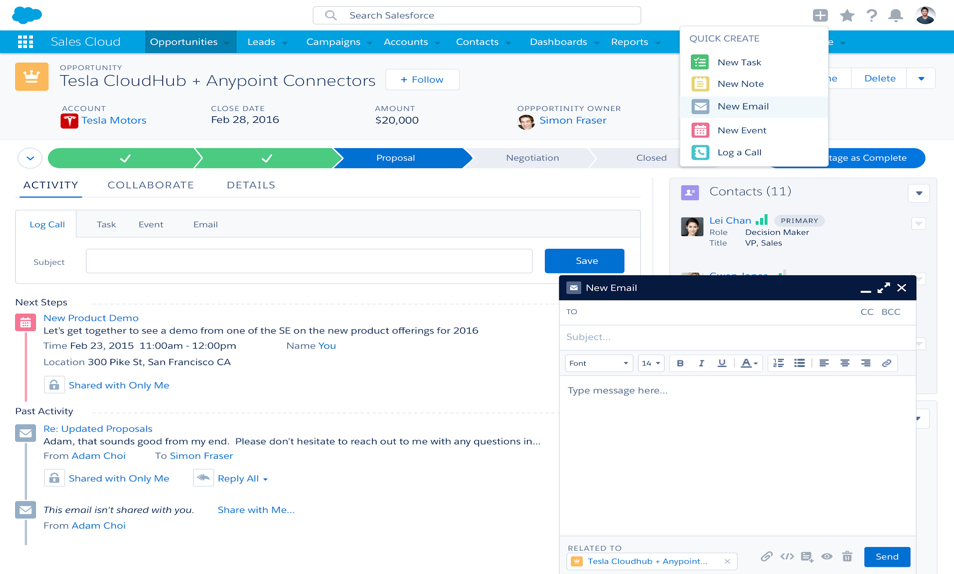 Search Salesforce
Sales Cloud
Opportunities
Leads
Campaigns
Accounts
Contacts
Dashboards
Reports
e
QUICK CREATE
New Task
New Note
New Email
New Event
Log a Call
OPPORTUNITY
Tesla CloudHub + Anypoint Connectors
+ Follow
ne
Delete
ACCOUNT
Tesla Motors
CLOSE DATE
Feb 28, 2016
AMOUNT
$20,000
OPPPORTUNITY OWNER
Simon Fraser
Proposal
Negotiation
Closed
tage as Complete
ACTIVITY
COLLABORATE
DETAILS
Log Call
Task
Event
Email
Subject
Save
Next Steps
New Product Demo
Let's get together to see a demo from one of the SE on the new product offerings for 2016
Time Feb 23, 2015 11:00am - 12:00pm
Name You
Location 300 Pike St, San Francisco CA
Shared with Only Me
Past Activity
Re: Updated Proposals
Adam, that sounds good from my end. Please don't hesitate to reach out to me with any questions in...
From Adam Choi
To Simon Fraser
Shared with Only Me
Reply All
This email isn't shared with you.
Share with Me...
From Adam Choi
Contacts (11)
Lei Chan
PRIMARY
Role Decision Maker
Title VP, Sales
New Email
TO
CC BCC
Subject...
Font
14
B I U A
Type message here...
RELATED TO
Tesla Cloudhub + Anypoint...
Send